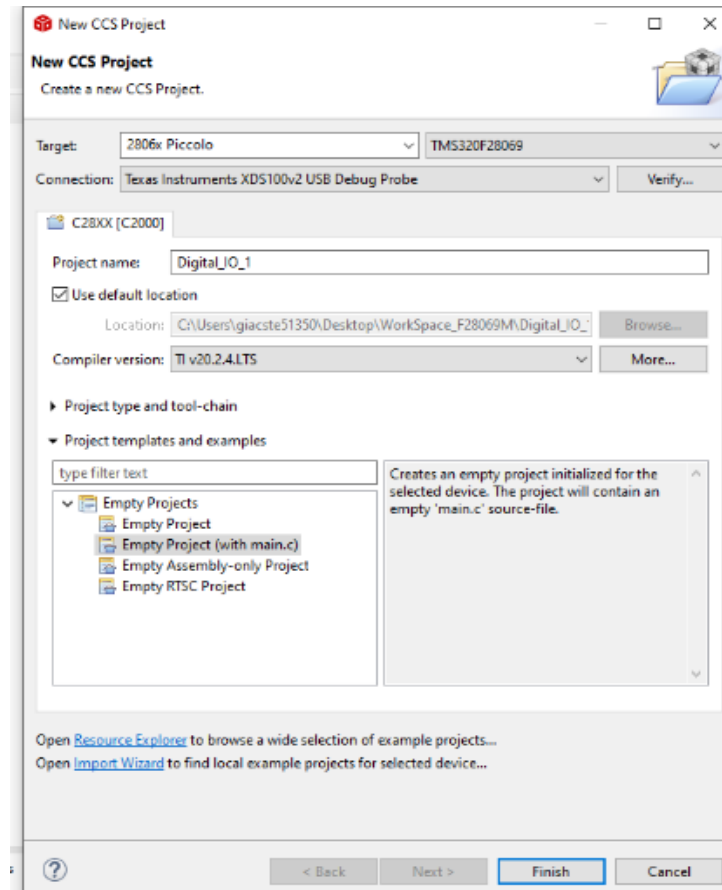 New CCS Project
New CCS Project
Create a new CCS Project.
Target: 2806x Piccolo TMS320F28069
Connection: Texas Instruments XDS100v2 USB Debug Probe Verify...
C28XX [C2000]
Project name: Digital_IO_1
Use default location
Location: C:\Users\giacste51350\Desktop\WorkSpace_F28069M\Digital_IO_ Browse...
Compiler version: TI v20.2.4.LTS More...
Project type and tool-chain
Project templates and examples
type filter text
Empty Projects
Empty Project
Empty Project (with main.c)
Empty Assembly-only Project
Empty RTSC Project
Creates an empty project initialized for the
selected device. The project will contain an
empty 'main.c' source-file.
Open Resource Explorer to browse a wide selection of example projects...
Open Import Wizard to find local example projects for selected device...
? < Back Next > Finish Cancel